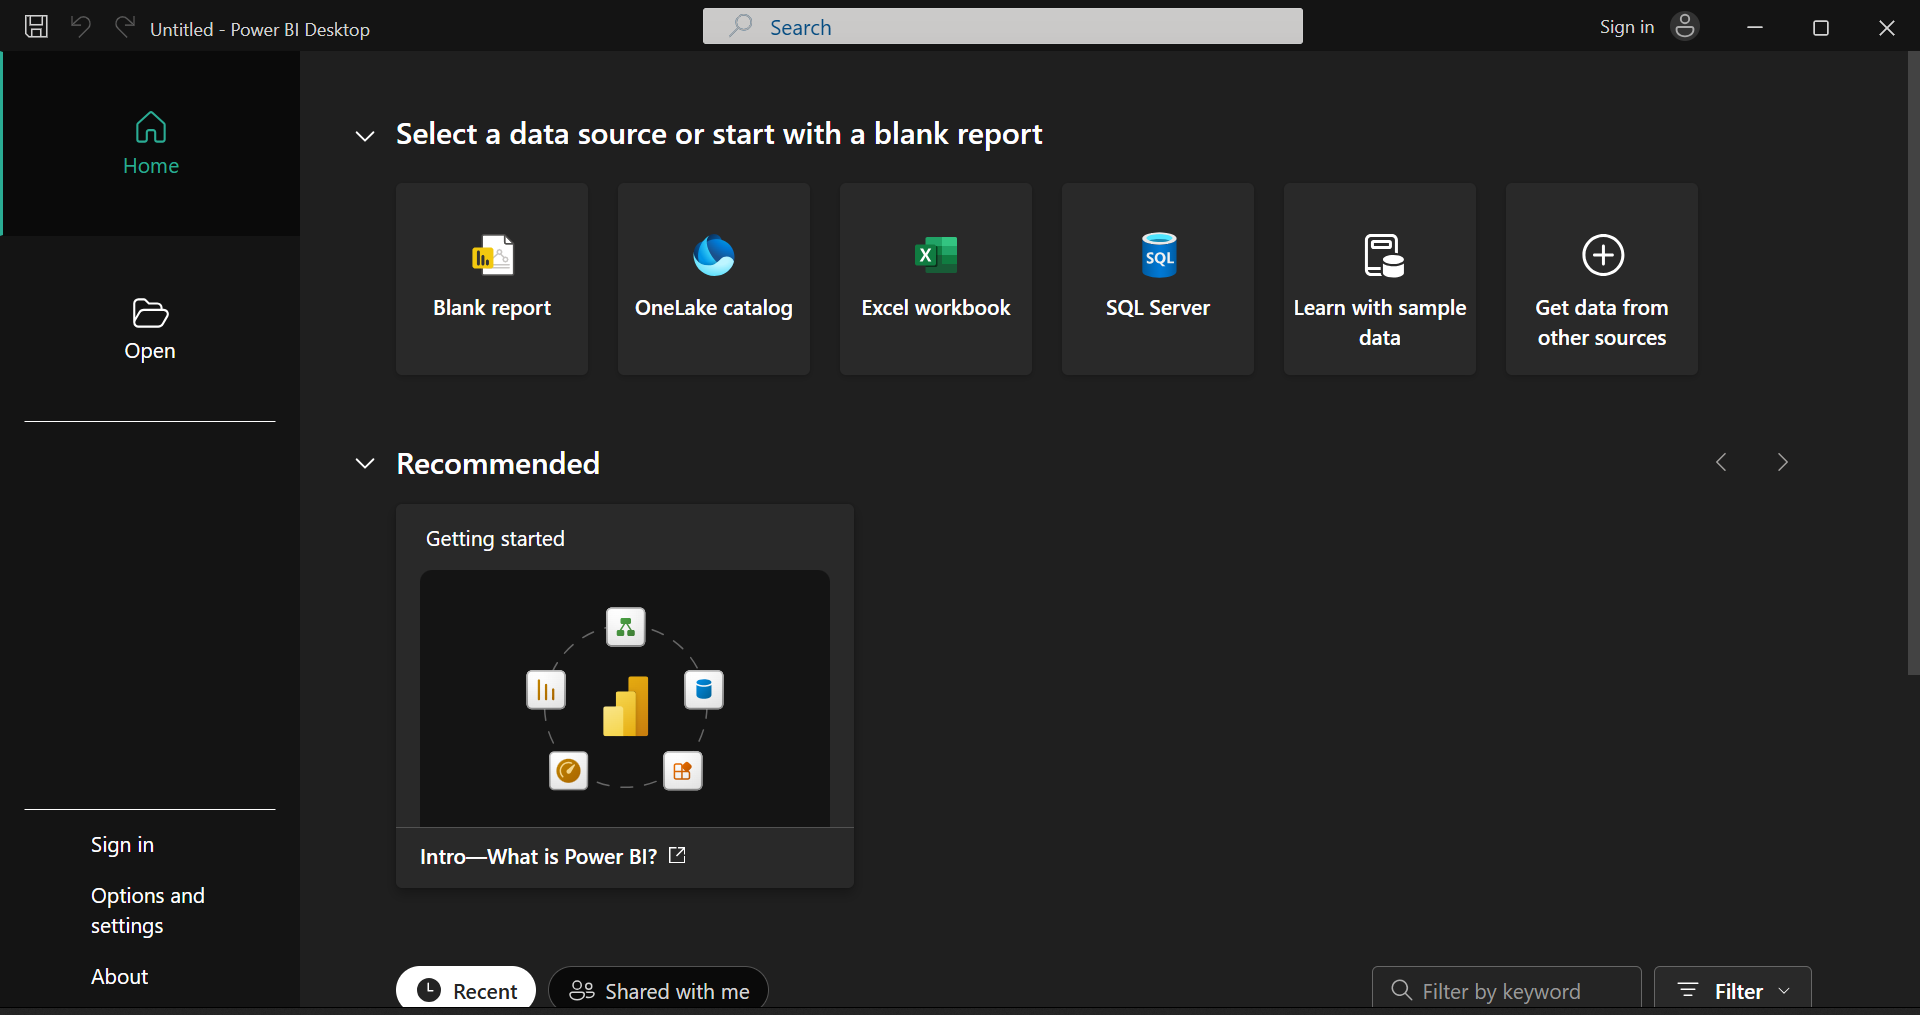 Untitled - Power BI Desktop
Search
Sign in
Home
Open
Select a data source or start with a blank report
Blank report
OneLake catalog
X
Excel workbook
SQL
SQL Server
Learn with sample
data
Get data from
other sources
Recommended
Getting started
Intro—What is Power BI?
Sign in
Options and
settings
About
Recent
Shared with me
Filter by keyword
Filter